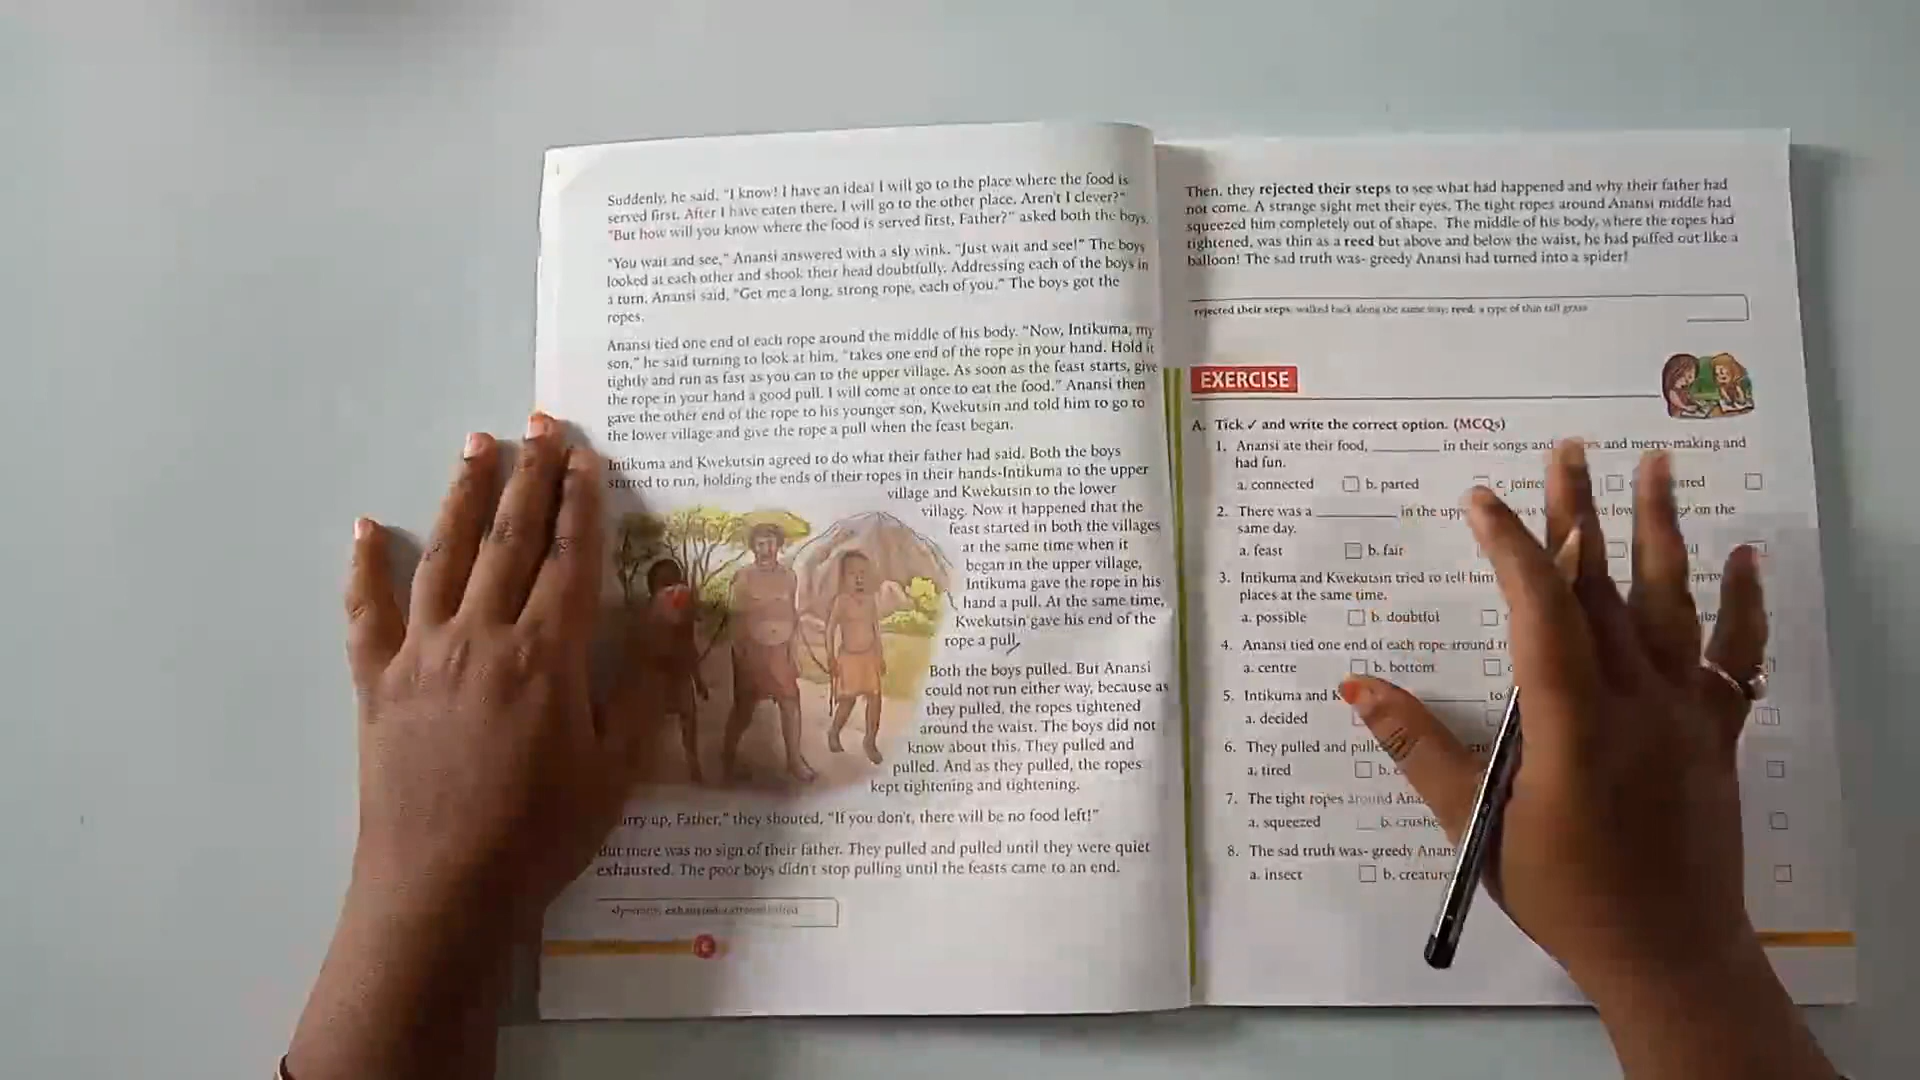 Suddenly, he said, "I know! I have an idea! I will go to the place where the food is
served first. After I have eaten there, I will go to the other place. Aren't I clever?"
"But how will you know where the food is served first, Father?" asked both the boys.
"You wait and see," Anansi answered with a sly wink. "Just wait and see!" The boys
looked at each other and shook their head doubtfully. Addressing each of the boys in
a turn, Anansi said, "Get me a long, strong rope, each of you." The boys got the
ropes.
Anansi tied one end of each rope around the middle of his body. "Now, Intikuma, my
son," he said turning to look at him, "takes one end of the rope in your hand. Hold it
tightly and run as fast as you can to the upper village. As soon as the feast starts, give
the rope in your hand a good pull. I will come at once to eat the food." Anansi then
gave the other end of the rope to his younger son, Kwekutsin and told him to go to
the lower village and give the rope a pull when the feast began.
Intikuma and Kwekutsin agreed to do what their father had said. Both the boys
started to run, holding the ends of their ropes in their hands-Intikuma to the upper
village and Kwekutsin to the lower
village. Now it happened that the
feast started in both the villages
at the same time when it
began in the upper village,
Intikuma gave the rope in his
hand a pull. At the same time,
Kwekutsin gave his end of the
rope a pull.
Both the boys pulled. But Anansi
could not run either way, because as
they pulled, the ropes tightened
around the waist. The boys did not
know about this. They pulled and
pulled. And as they pulled, the ropes
kept tightening and tightening.
up, Father," they shouted, "If you don't, there will be no food left!"
But there was no sign of their father. They pulled and pulled until they were quiet
exhausted. The poor boys didn't stop pulling until the feasts came to an end.
Then, they rejected their steps to see what had happened and why their father had
not come. A strange sight met their eyes. The tight ropes around Anansi middle had
squeezed him completely out of shape. The middle of his body, where the ropes had
tightened, was thin as a reed but above and below the waist, he had puffed out like a
balloon! The sad truth was- greedy Anansi had turned into a spider!
rejected their steps: walked back along the same way; reed: a type of thin tall grass
EXERCISE
A. Tick ✓ and write the correct option. (MCQs)
1. Anansi ate their food, ________ in their songs and and merry-making and
had fun.
a. connected b. parted c.
2. There was a ________ in the on the
same day.
a. feast b. fair
3. Intikuma and Kwekutsin tried to tell him
places at the same time.
a. possible b. doubtful
4. Anansi tied one end of each rope around
a. centre b. bottom
5. Intikuma and ________ to
a. decided
6. They pulled and
a. tired b.
7. The tight ropes around
a. squeezed b.
8. The sad truth was- greedy
a. insect b. creature